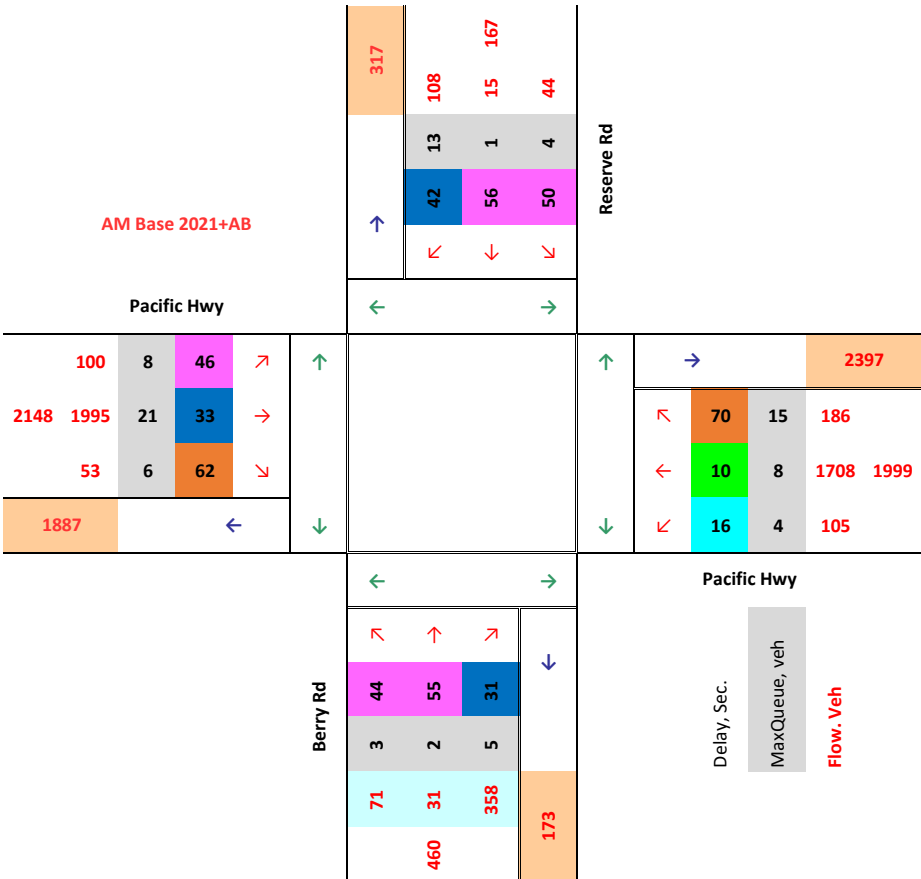 317
167
108 15 44
13 1 4
42 56 50
Reserve Rd
AM Base 2021+AB
↑
↙ ↓ ↘
Pacific Hwy
← →
100 8 46 ↗ ↑
↑ → 2397
2148 1995 21 33 →
↖ 70 15 186
53 6 62 ↘
← 10 8 1708 1999
1887 ← ↓
↓ ↙ 16 4 105
← →
Pacific Hwy
↖ ↑ ↗
↓
Berry Rd
44 55 31
3 2 5
71 31 358
460
173
Delay, Sec.
MaxQueue, veh
Flow. Veh